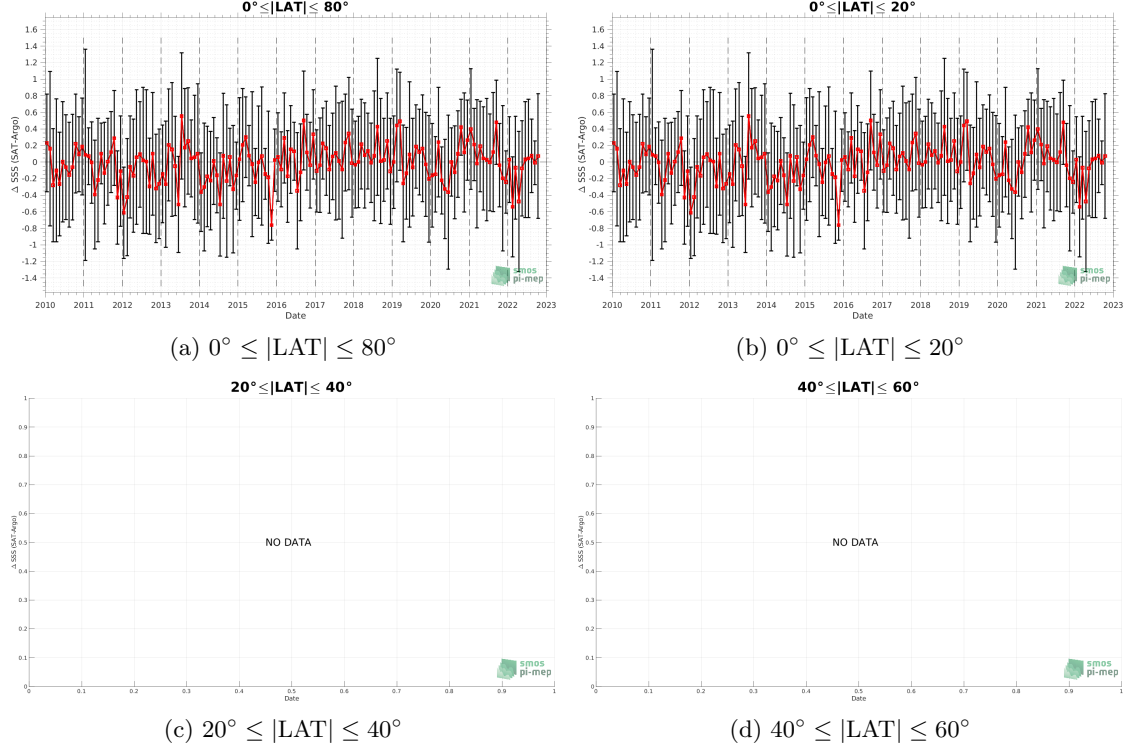 0°≤|LAT|≤ 80°
0°≤|LAT|≤ 20°
1.6
1.4
1.2
1
0.8
0.6
0.4
0.2
0
-0.2
-0.4
-0.6
-0.8
-1
-1.2
-1.4
Δ SSS (SAT-Argo)
smos
pi-mep
2010 2011 2012 2013 2014 2015 2016 2017 2018 2019 2020 2021 2022 2023
Date
1.6
1.4
1.2
1
0.8
0.6
0.4
0.2
0
-0.2
-0.4
-0.6
-0.8
-1
-1.2
-1.4
Δ SSS (SAT-Argo)
smos
pi-mep
2010 2011 2012 2013 2014 2015 2016 2017 2018 2019 2020 2021 2022 2023
Date
(a) 0° ≤ |LAT| ≤ 80°
(b) 0° ≤ |LAT| ≤ 20°
20°≤|LAT|≤ 40°
40°≤|LAT|≤ 60°
1
0.9
0.8
0.7
0.6
0.5
0.4
0.3
0.2
0.1
0
Δ SSS (SAT-Argo)
NO DATA
smos
pi-mep
0 0.1 0.2 0.3 0.4 0.5 0.6 0.7 0.8 0.9 1
Date
1
0.9
0.8
0.7
0.6
0.5
0.4
0.3
0.2
0.1
0
Δ SSS (SAT-Argo)
NO DATA
smos
pi-mep
0 0.1 0.2 0.3 0.4 0.5 0.6 0.7 0.8 0.9 1
Date
(c) 20° ≤ |LAT| ≤ 40°
(d) 40° ≤ |LAT| ≤ 60°